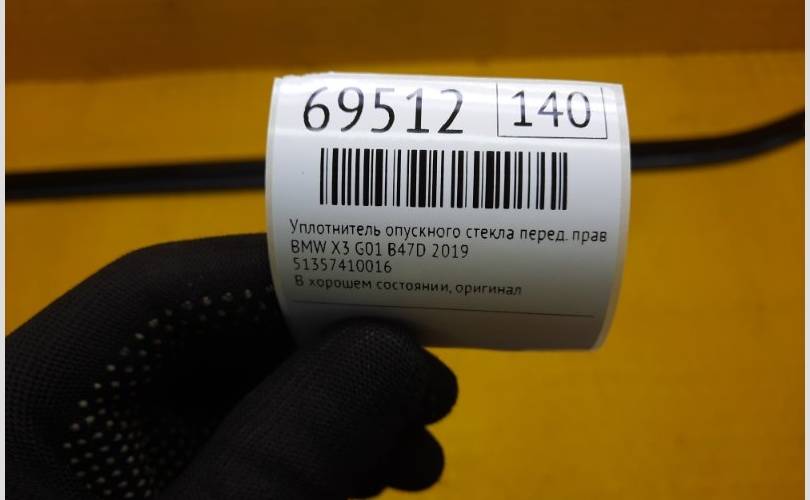 69512 140
Уплотнитель опускного стекла перед. прав
BMW X3 G01 B47D 2019
51357410016
В хорошем состоянии, оригинал